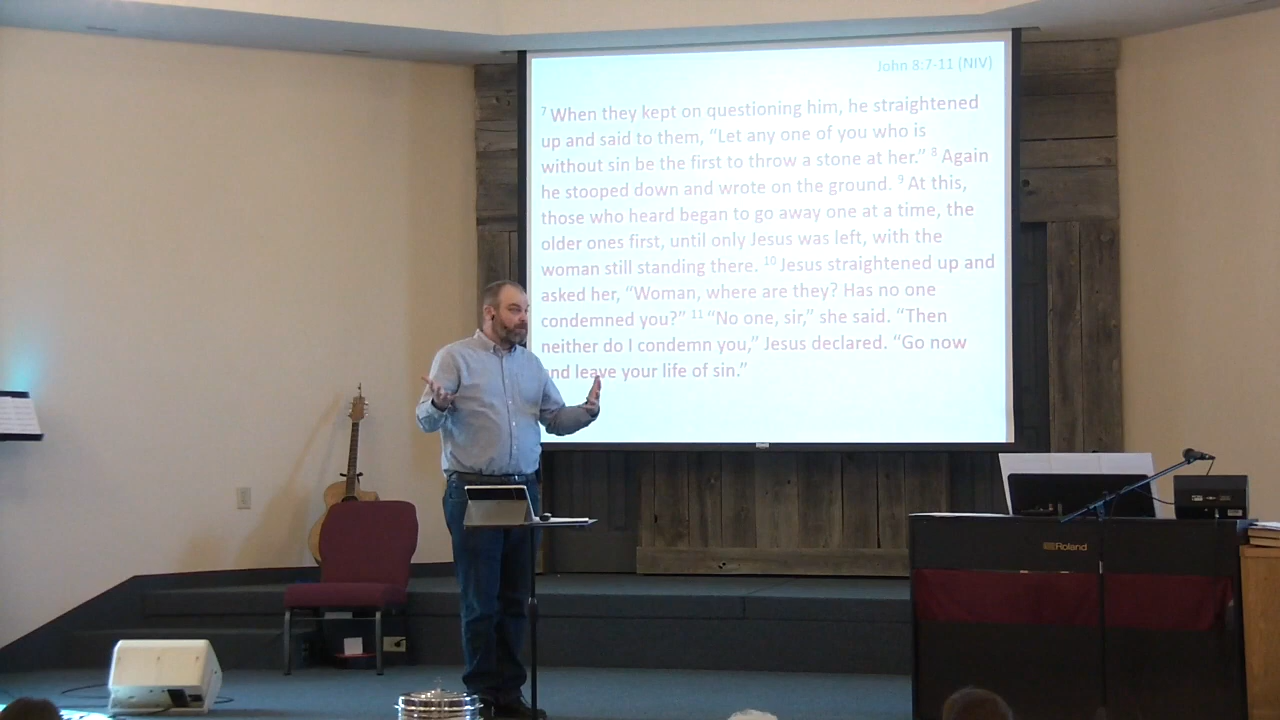 John 8:7-11 (NIV)
7 When they kept on questioning him, he straightened
up and said to them, “Let any one of you who is
without sin be the first to throw a stone at her.” 8 Again
he stooped down and wrote on the ground. 9 At this,
those who heard began to go away one at a time, the
older ones first, until only Jesus was left, with the
woman still standing there. 10 Jesus straightened up and
asked her, “Woman, where are they? Has no one
condemned you?” 11 “No one, sir,” she said. “Then
neither do I condemn you,” Jesus declared. “Go now
and leave your life of sin.”
Roland